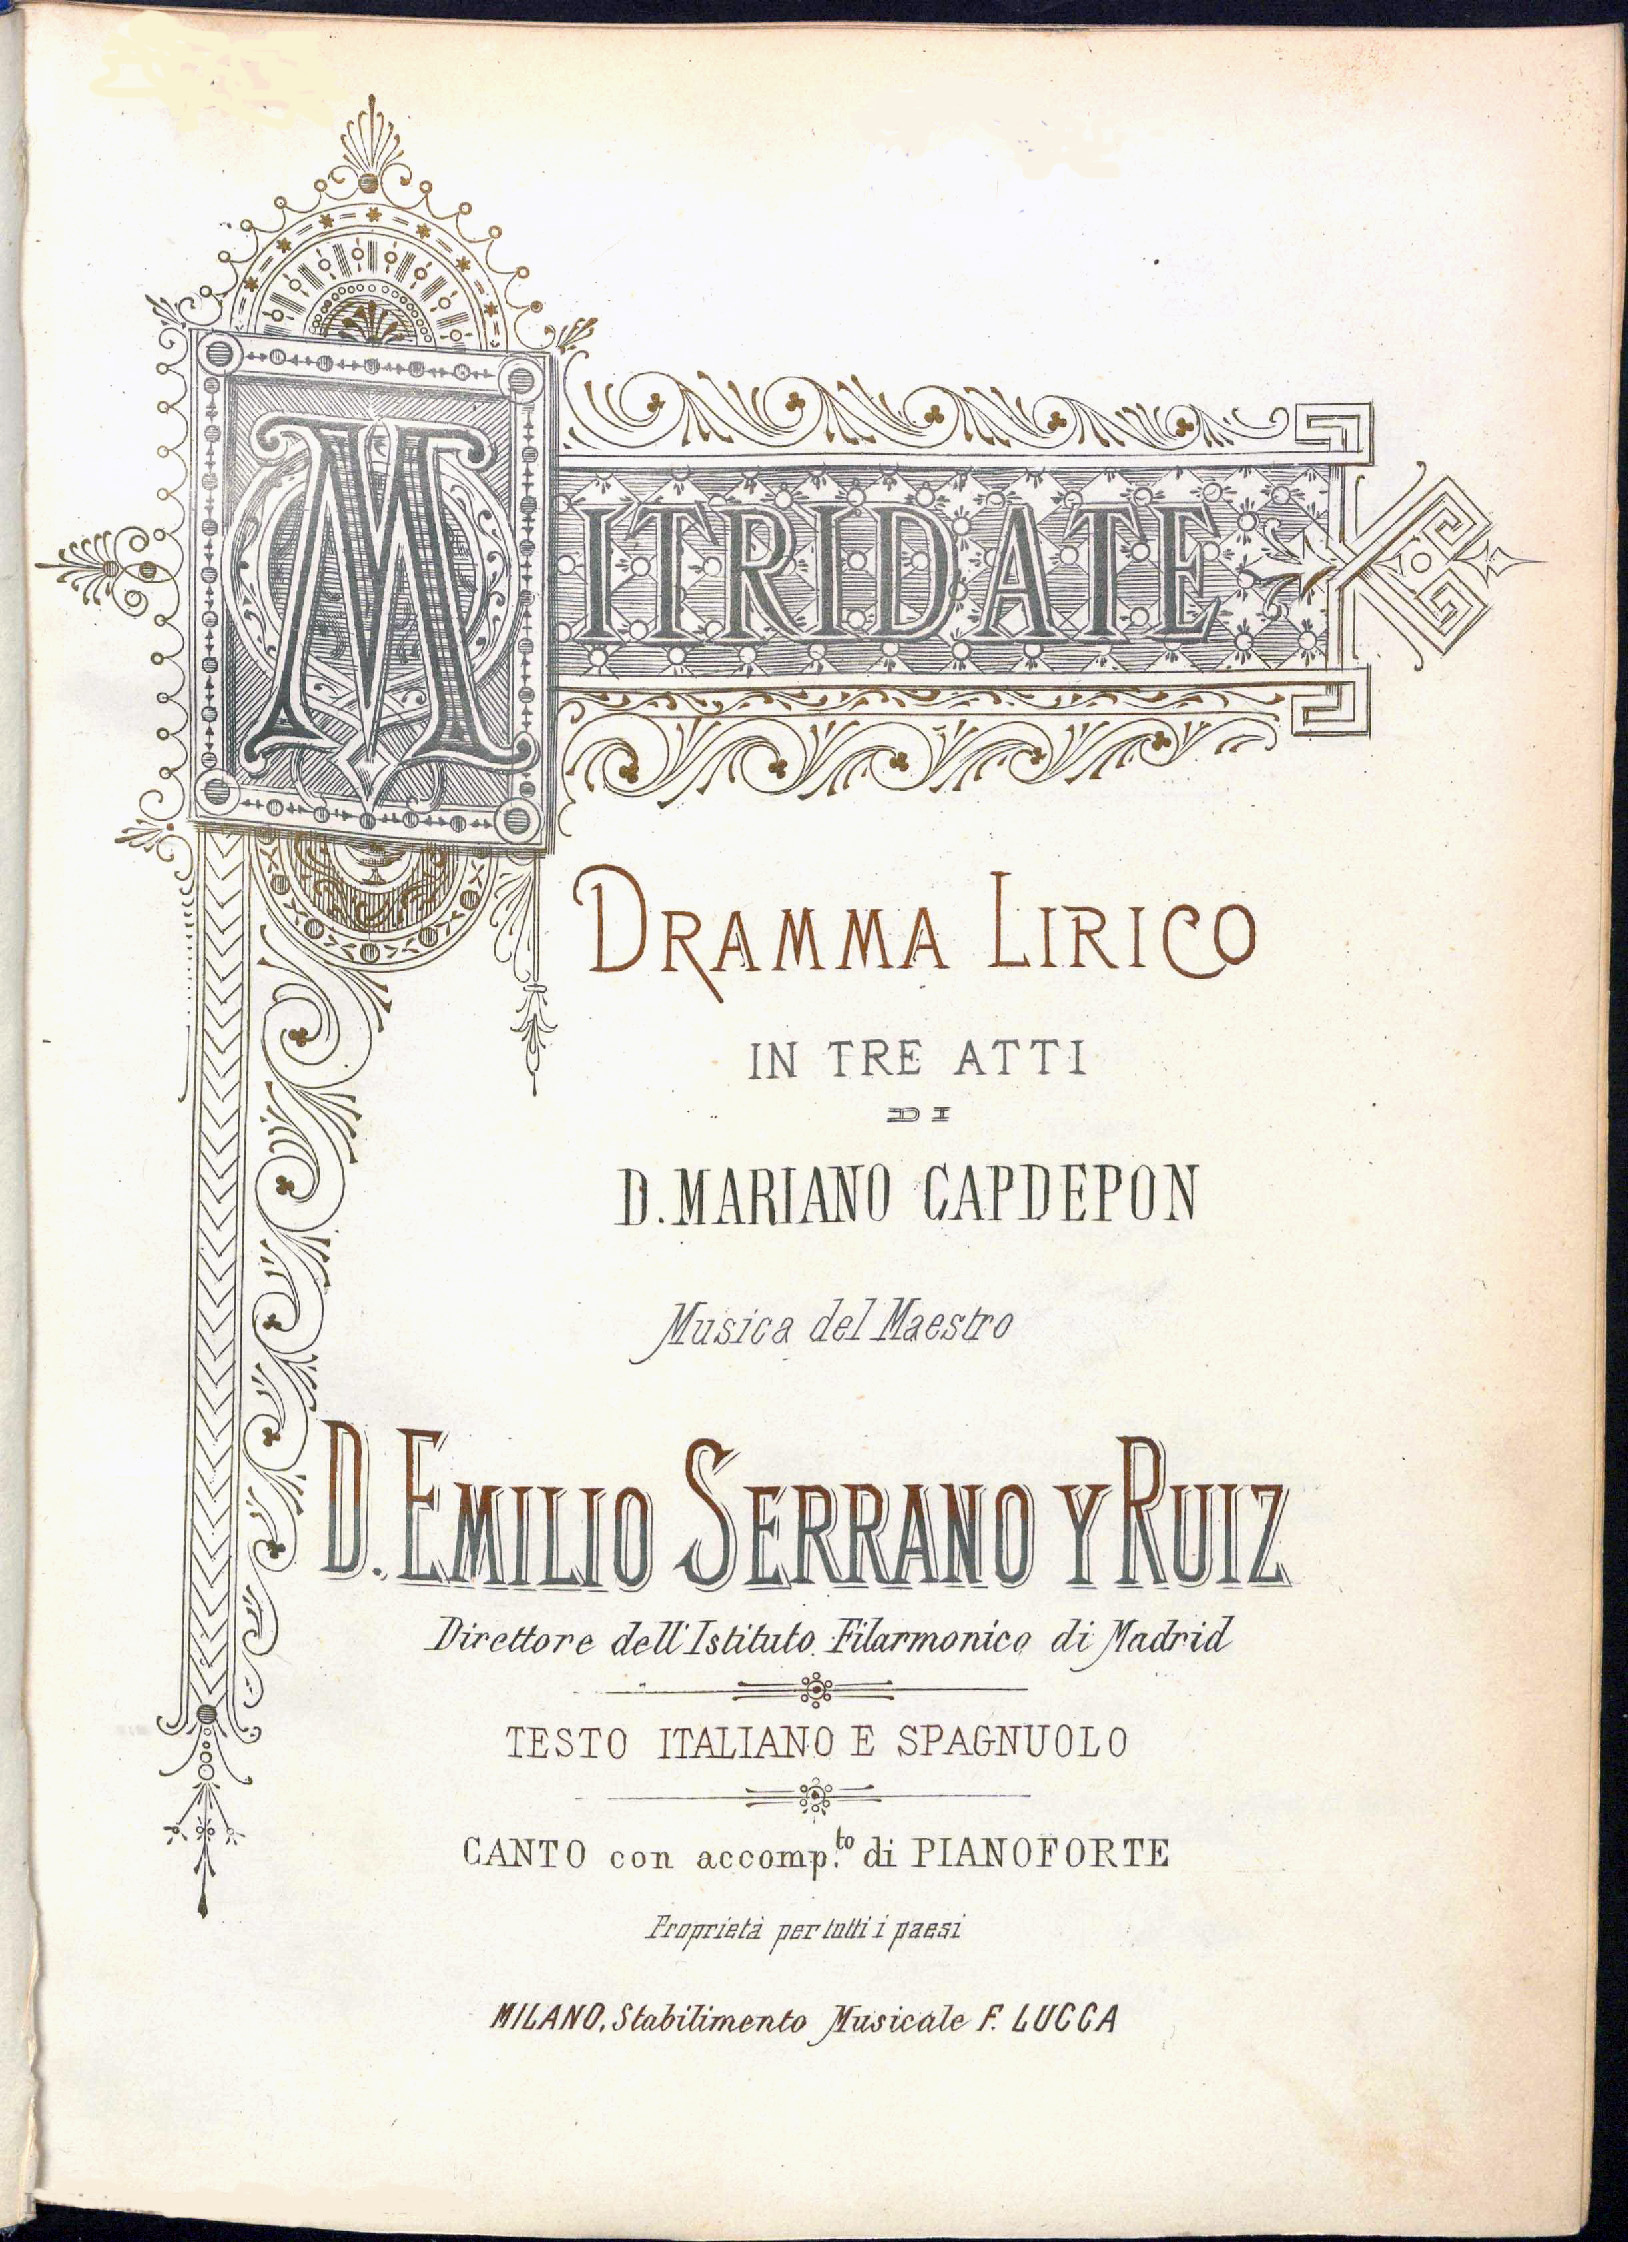 MITRIDATE
DRAMMA LIRICO
IN TRE ATTI
DI
D. MARIANO CAPDEPON
Musica del Maestro
D. EMILIO SERRANO Y RUIZ
Direttore dell'Istituto Filarmonico di Madrid
TESTO ITALIANO E SPAGNUOLO
CANTO con accomp.to di PIANOFORTE
Proprietà per tutti i paesi
MILANO, Stabilimento Musicale F. LUCCA